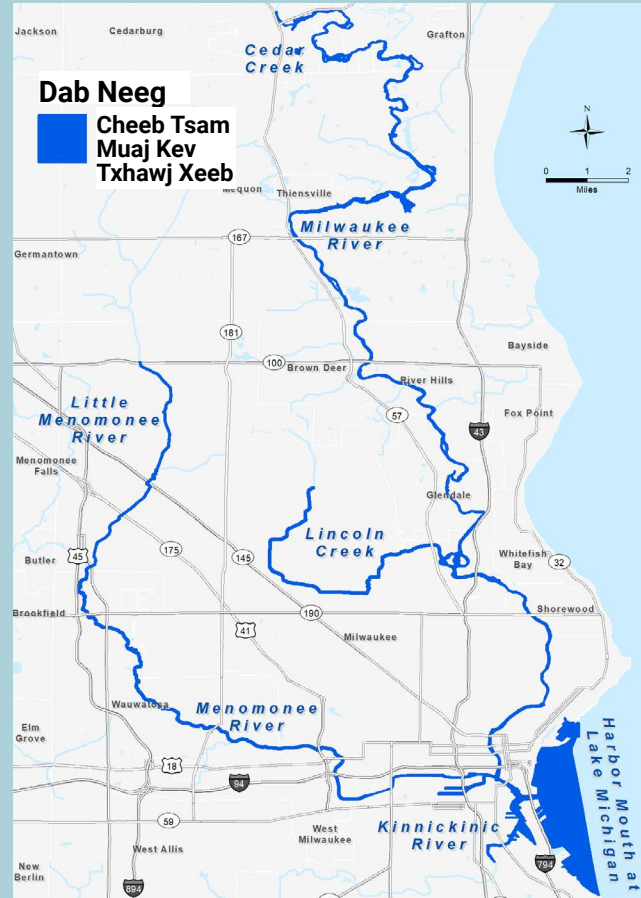 Jackson
Cedarburg
Grafton
Cedar
Creek
Dab Neeg
Cheeb Tsam
Muaj Kev
Txhawj Xeeb
N
0 1 2
Miles
Mequon
Thiensville
Milwaukee
River
167
Germantown
181
Bayside
100
Brown Deer
River Hills
Little
Menomonee
River
57
Fox Point
43
Menomonee
Falls
Glendale
Lincoln
Creek
175
145
45
Butler
Whitefish
Bay
32
Brookfield
190
Shorewood
41
Milwaukee
Wauwatosa
Menomonee
River
Elm
Grove
18
94
Harbor Mouth at
Lake Michigan
59
West
Milwaukee
Kinnickinic
River
West Allis
794
New
Berlin
894